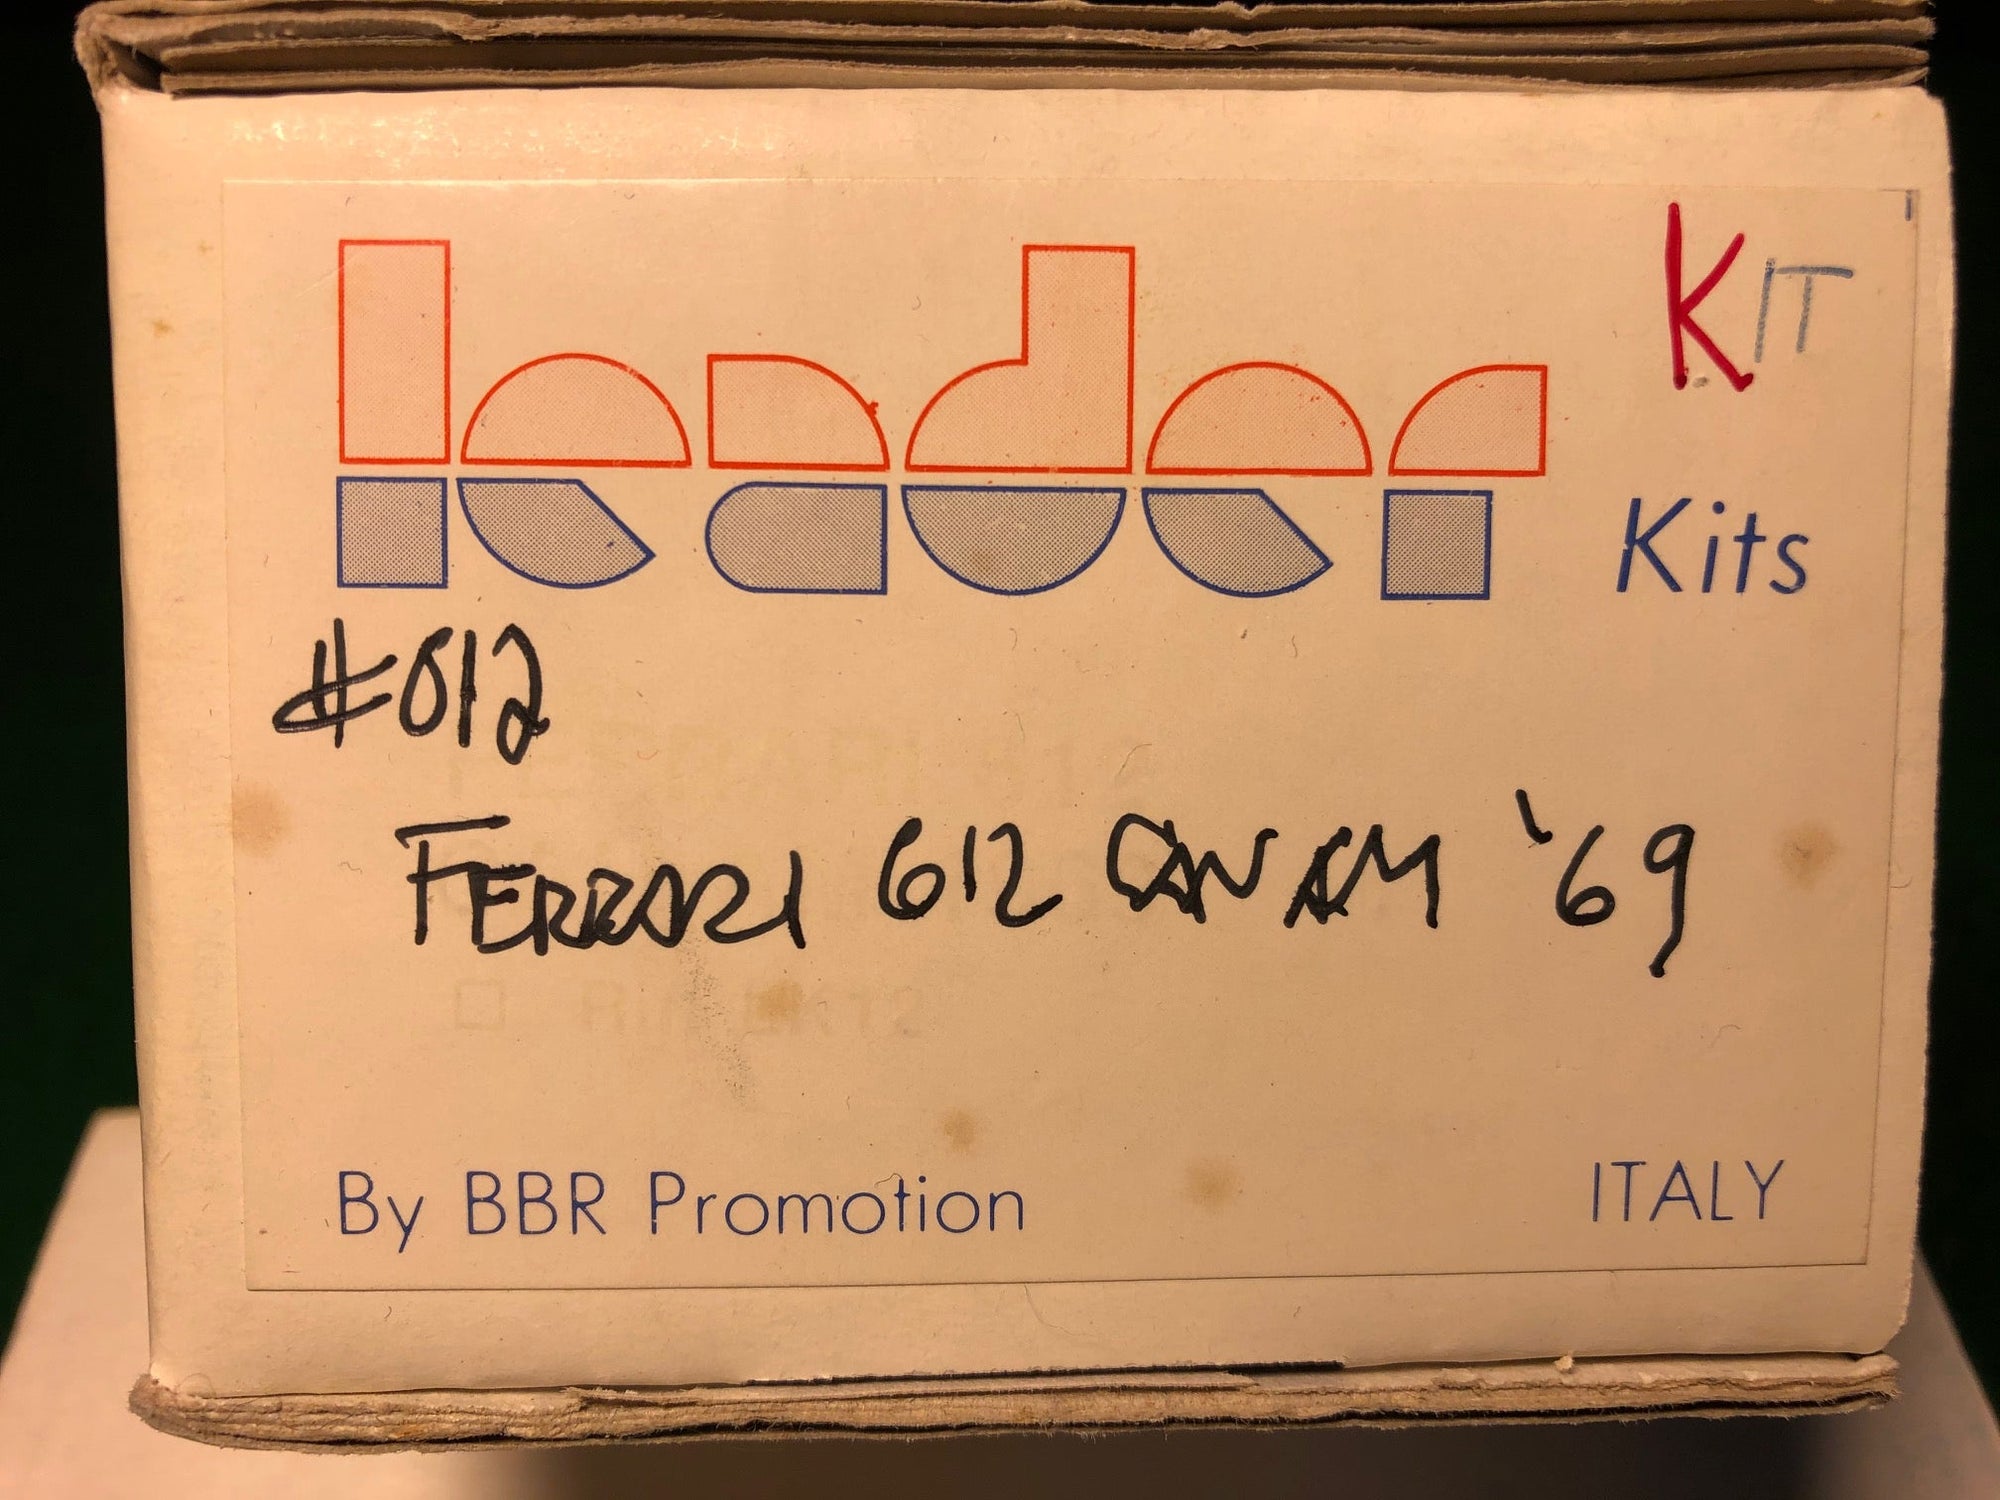 KIT
leader Kits
#012
FERRARI 612 CAN AM '69
By BBR Promotion ITALY